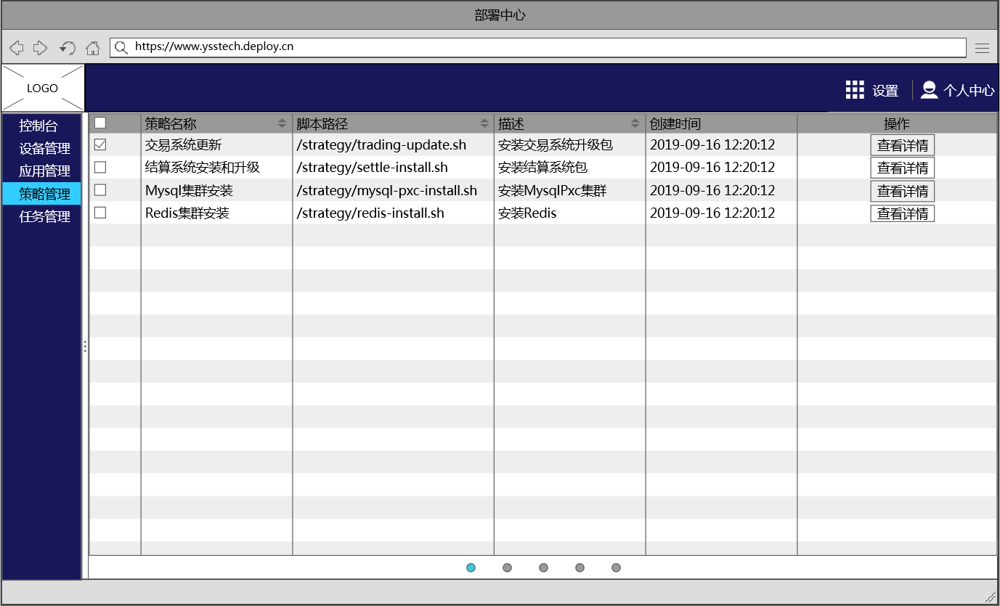 部署中心
https://www.ysstech.deploy.cn
LOGO
设置
个人中心
控制台
设备管理
应用管理
策略管理
任务管理
策略名称 脚本路径 描述 创建时间 操作
交易系统更新 /strategy/trading-update.sh 安装交易系统升级包 2019-09-16 12:20:12 查看详情
结算系统安装和升级 /strategy/settle-install.sh 安装结算系统包 2019-09-16 12:20:12 查看详情
Mysql集群安装 /strategy/mysql-pxc-install.sh 安装MysqlPxc集群 2019-09-16 12:20:12 查看详情
Redis集群安装 /strategy/redis-install.sh 安装Redis 2019-09-16 12:20:12 查看详情